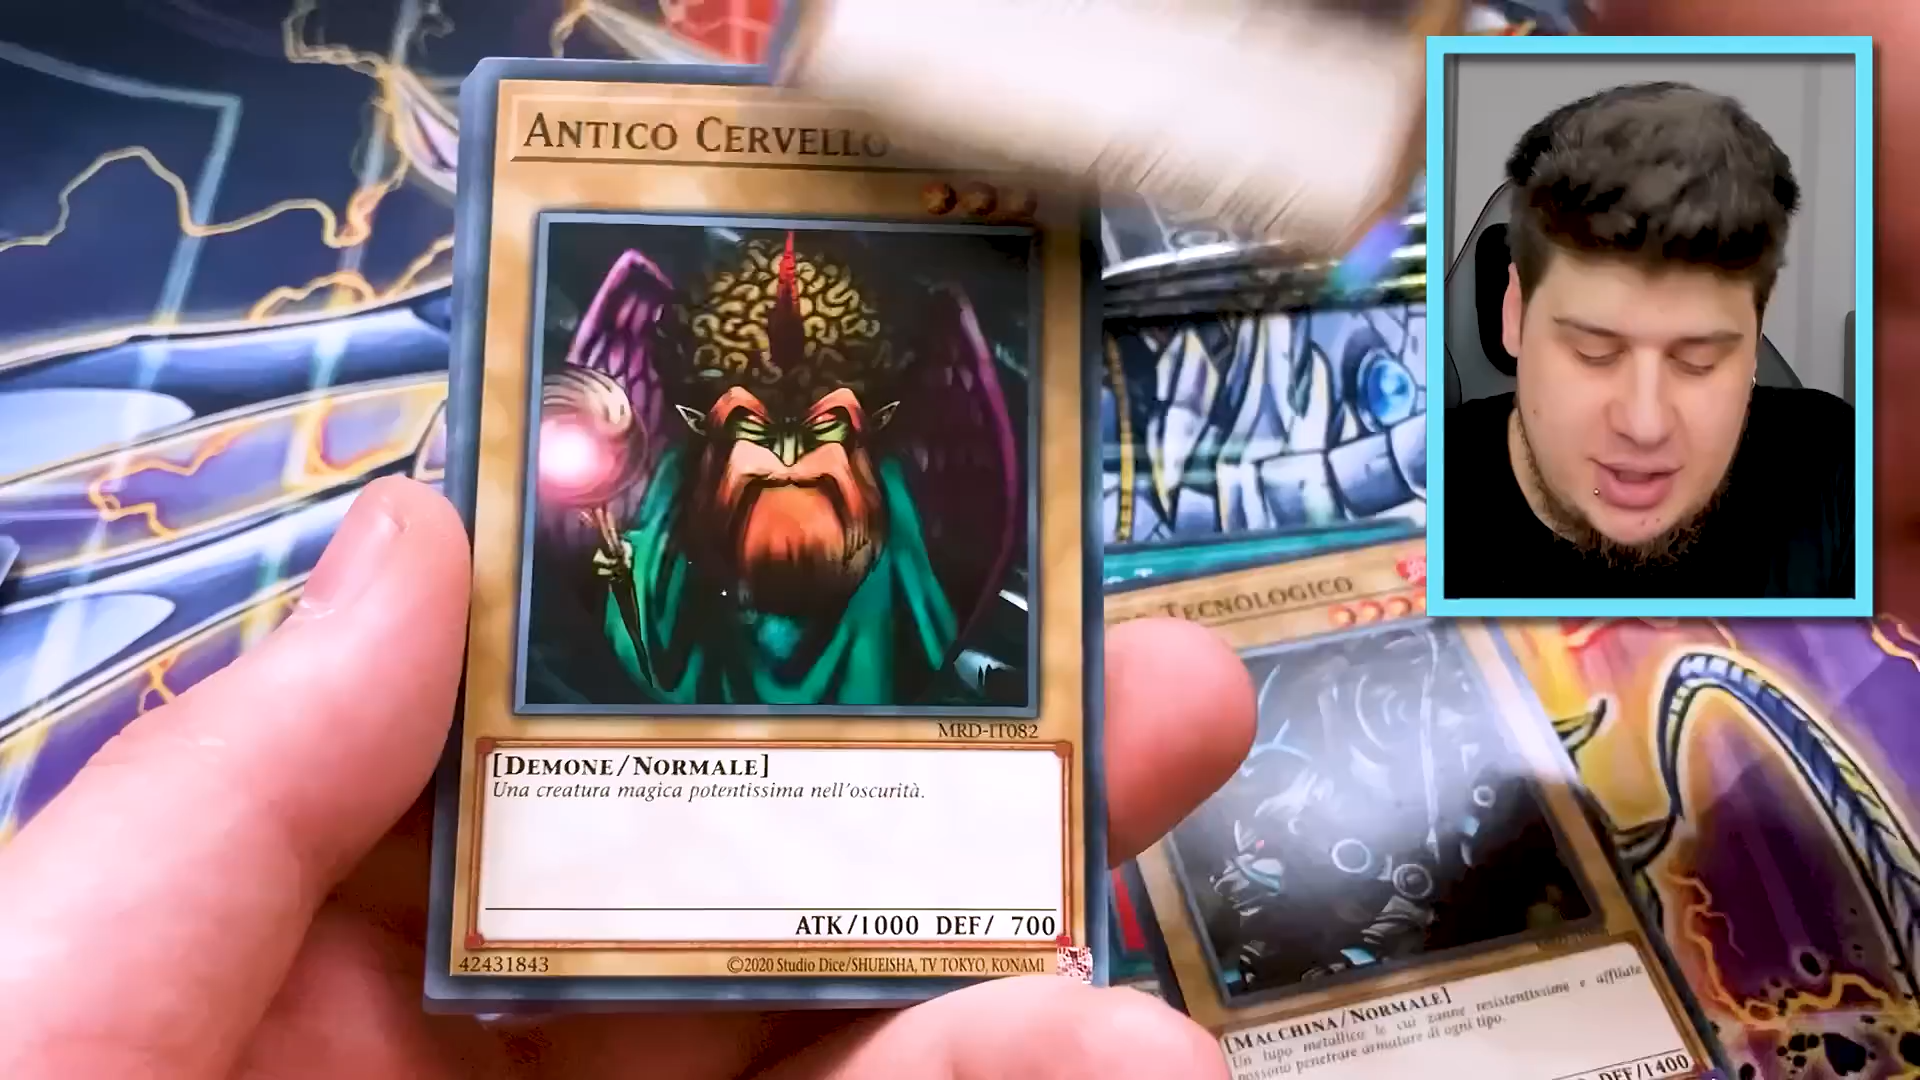 ANTICO CERVELLO
MRD-IT082
[DEMONE/NORMALE]
Una creatura magica potentissima nell'oscurità.
ATK/1000 DEF/ 700
42431843
©2020 Studio Dice/SHUEISHA, TV TOKYO, KONAMI
TECNOLOGICO
[MACCHINA/NORMALE]
Un lupo metallico le cui zanne resistentissime e affilate
possono penetrare armature di ogni tipo.
DEF/1400